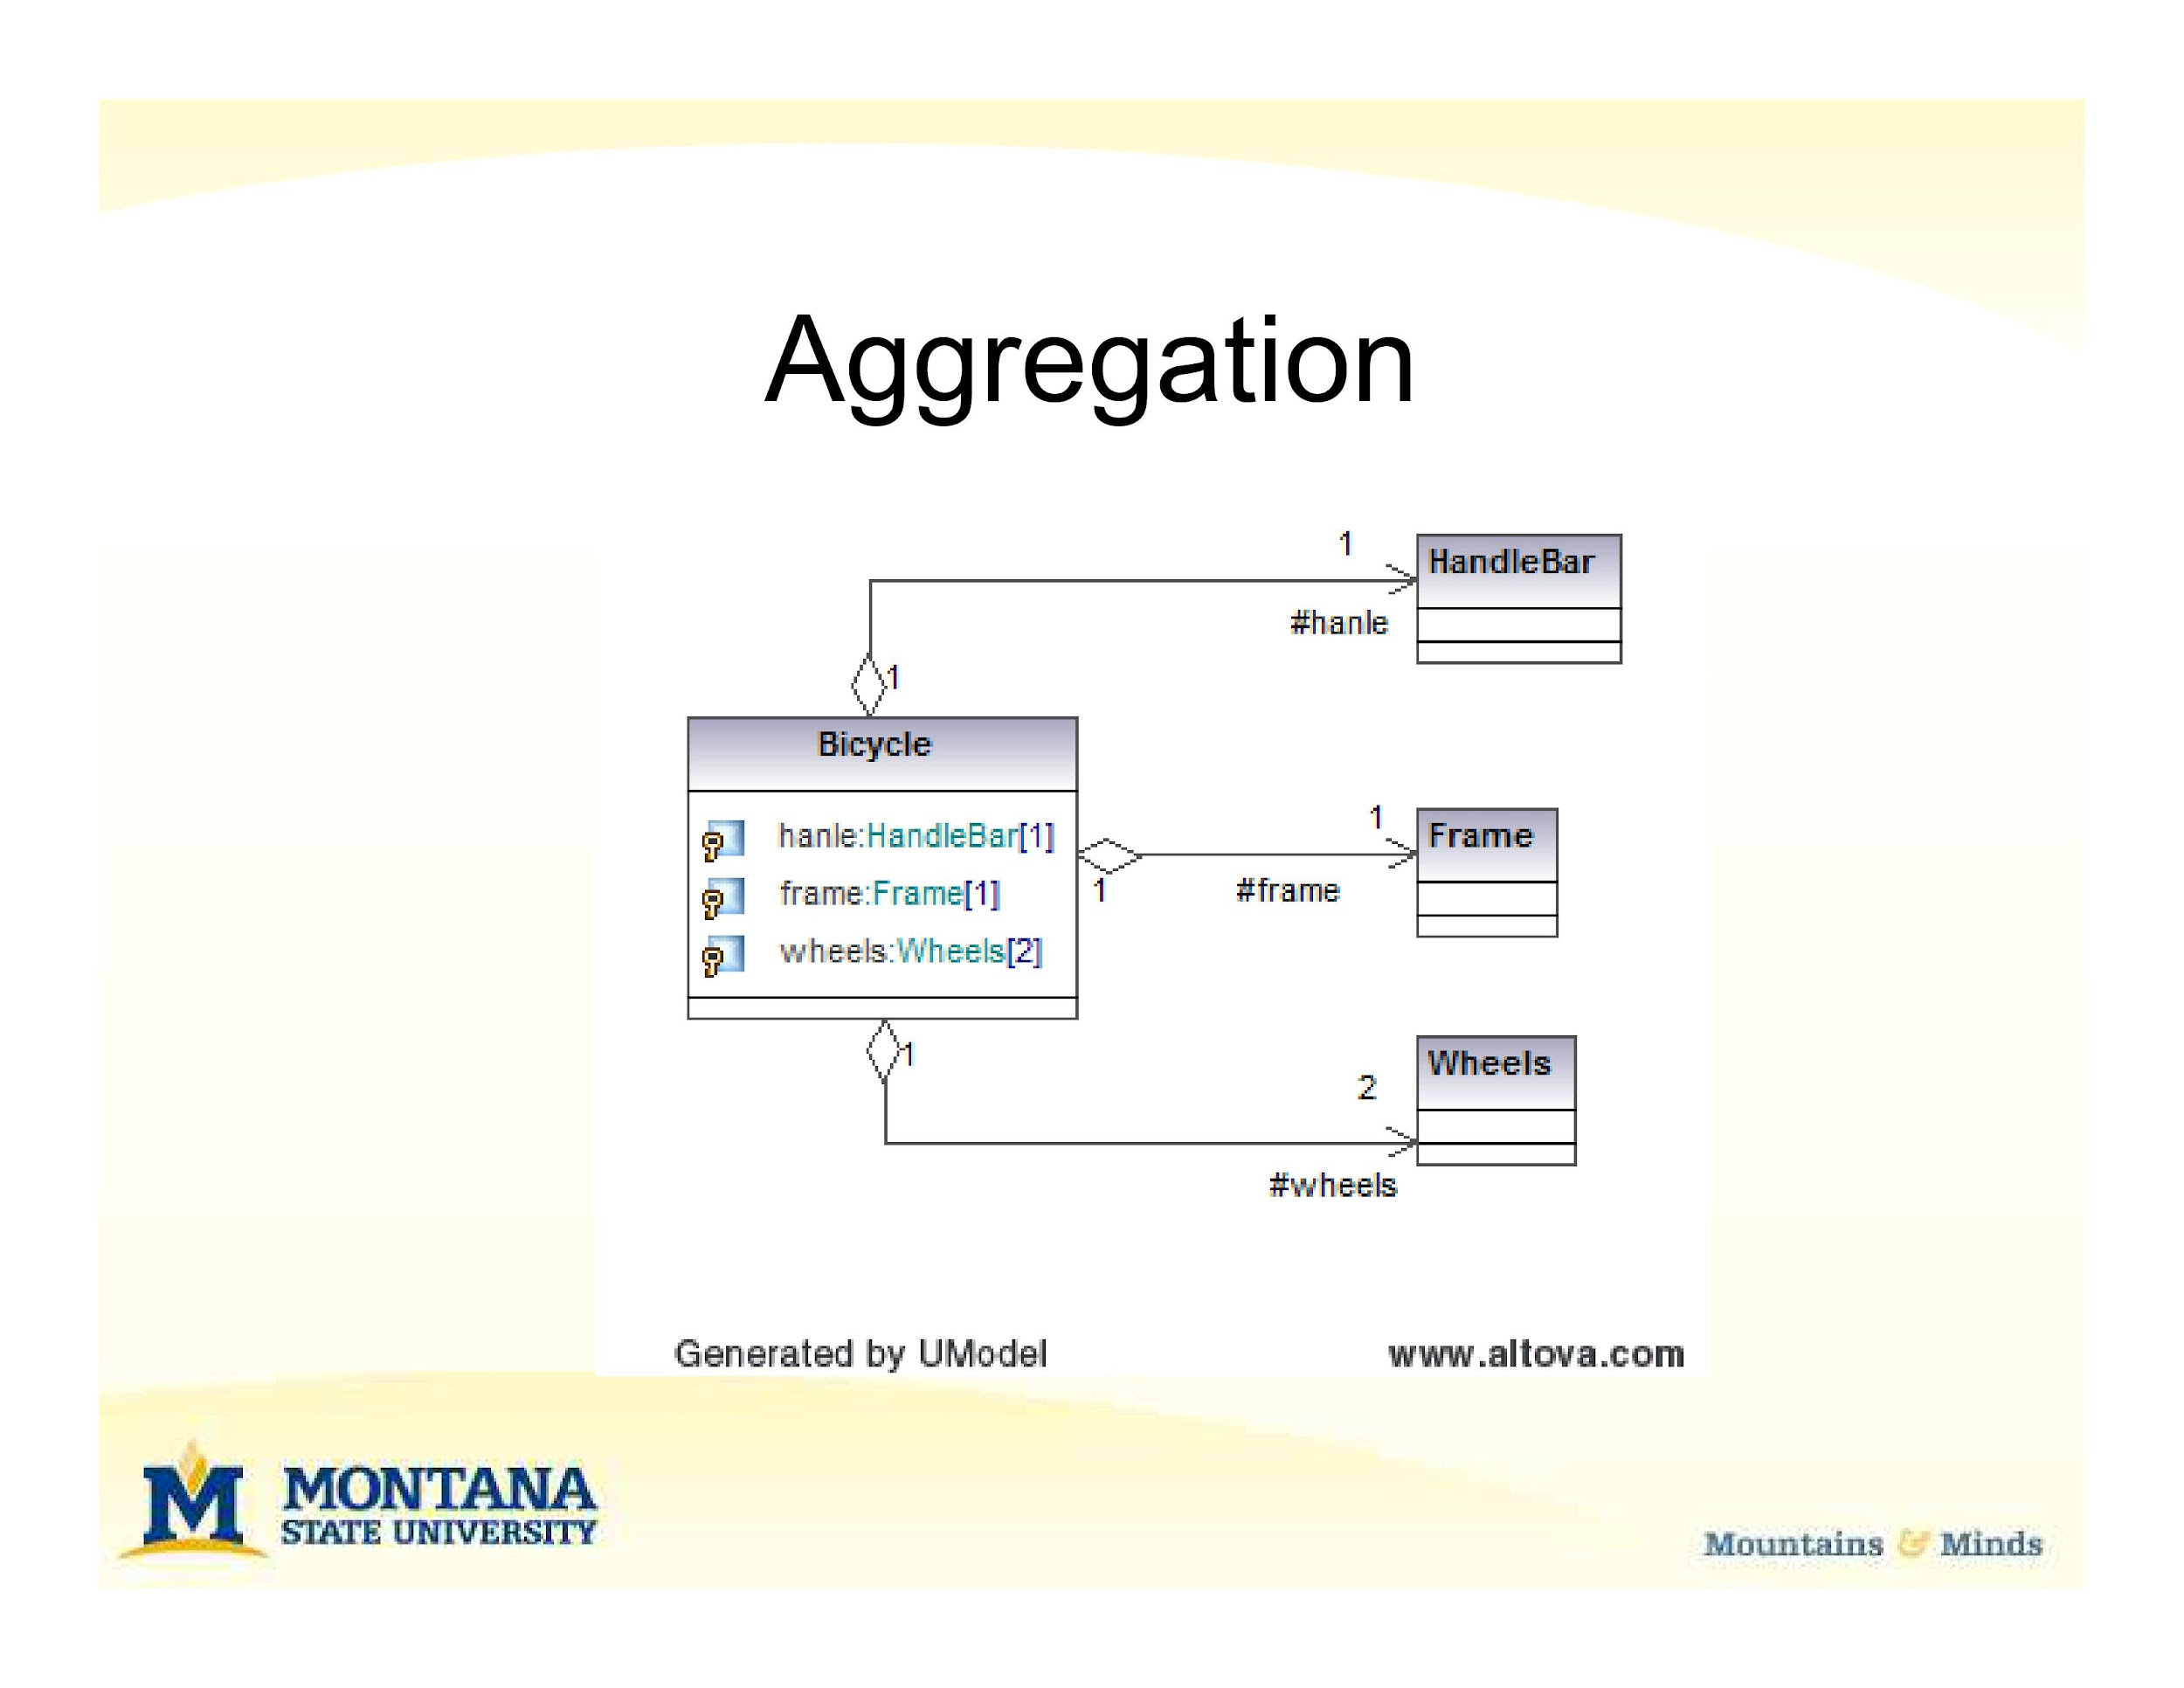 Aggregation
1
HandleBar
#hanle
1
Bicycle
hanle:HandleBar[1]
frame:Frame[1]
wheels:Wheels[2]
1
1
Frame
#frame
1
2
Wheels
#wheels
Generated by UModel
www.altova.com
M MONTANA
STATE UNIVERSITY
Mountains & Minds